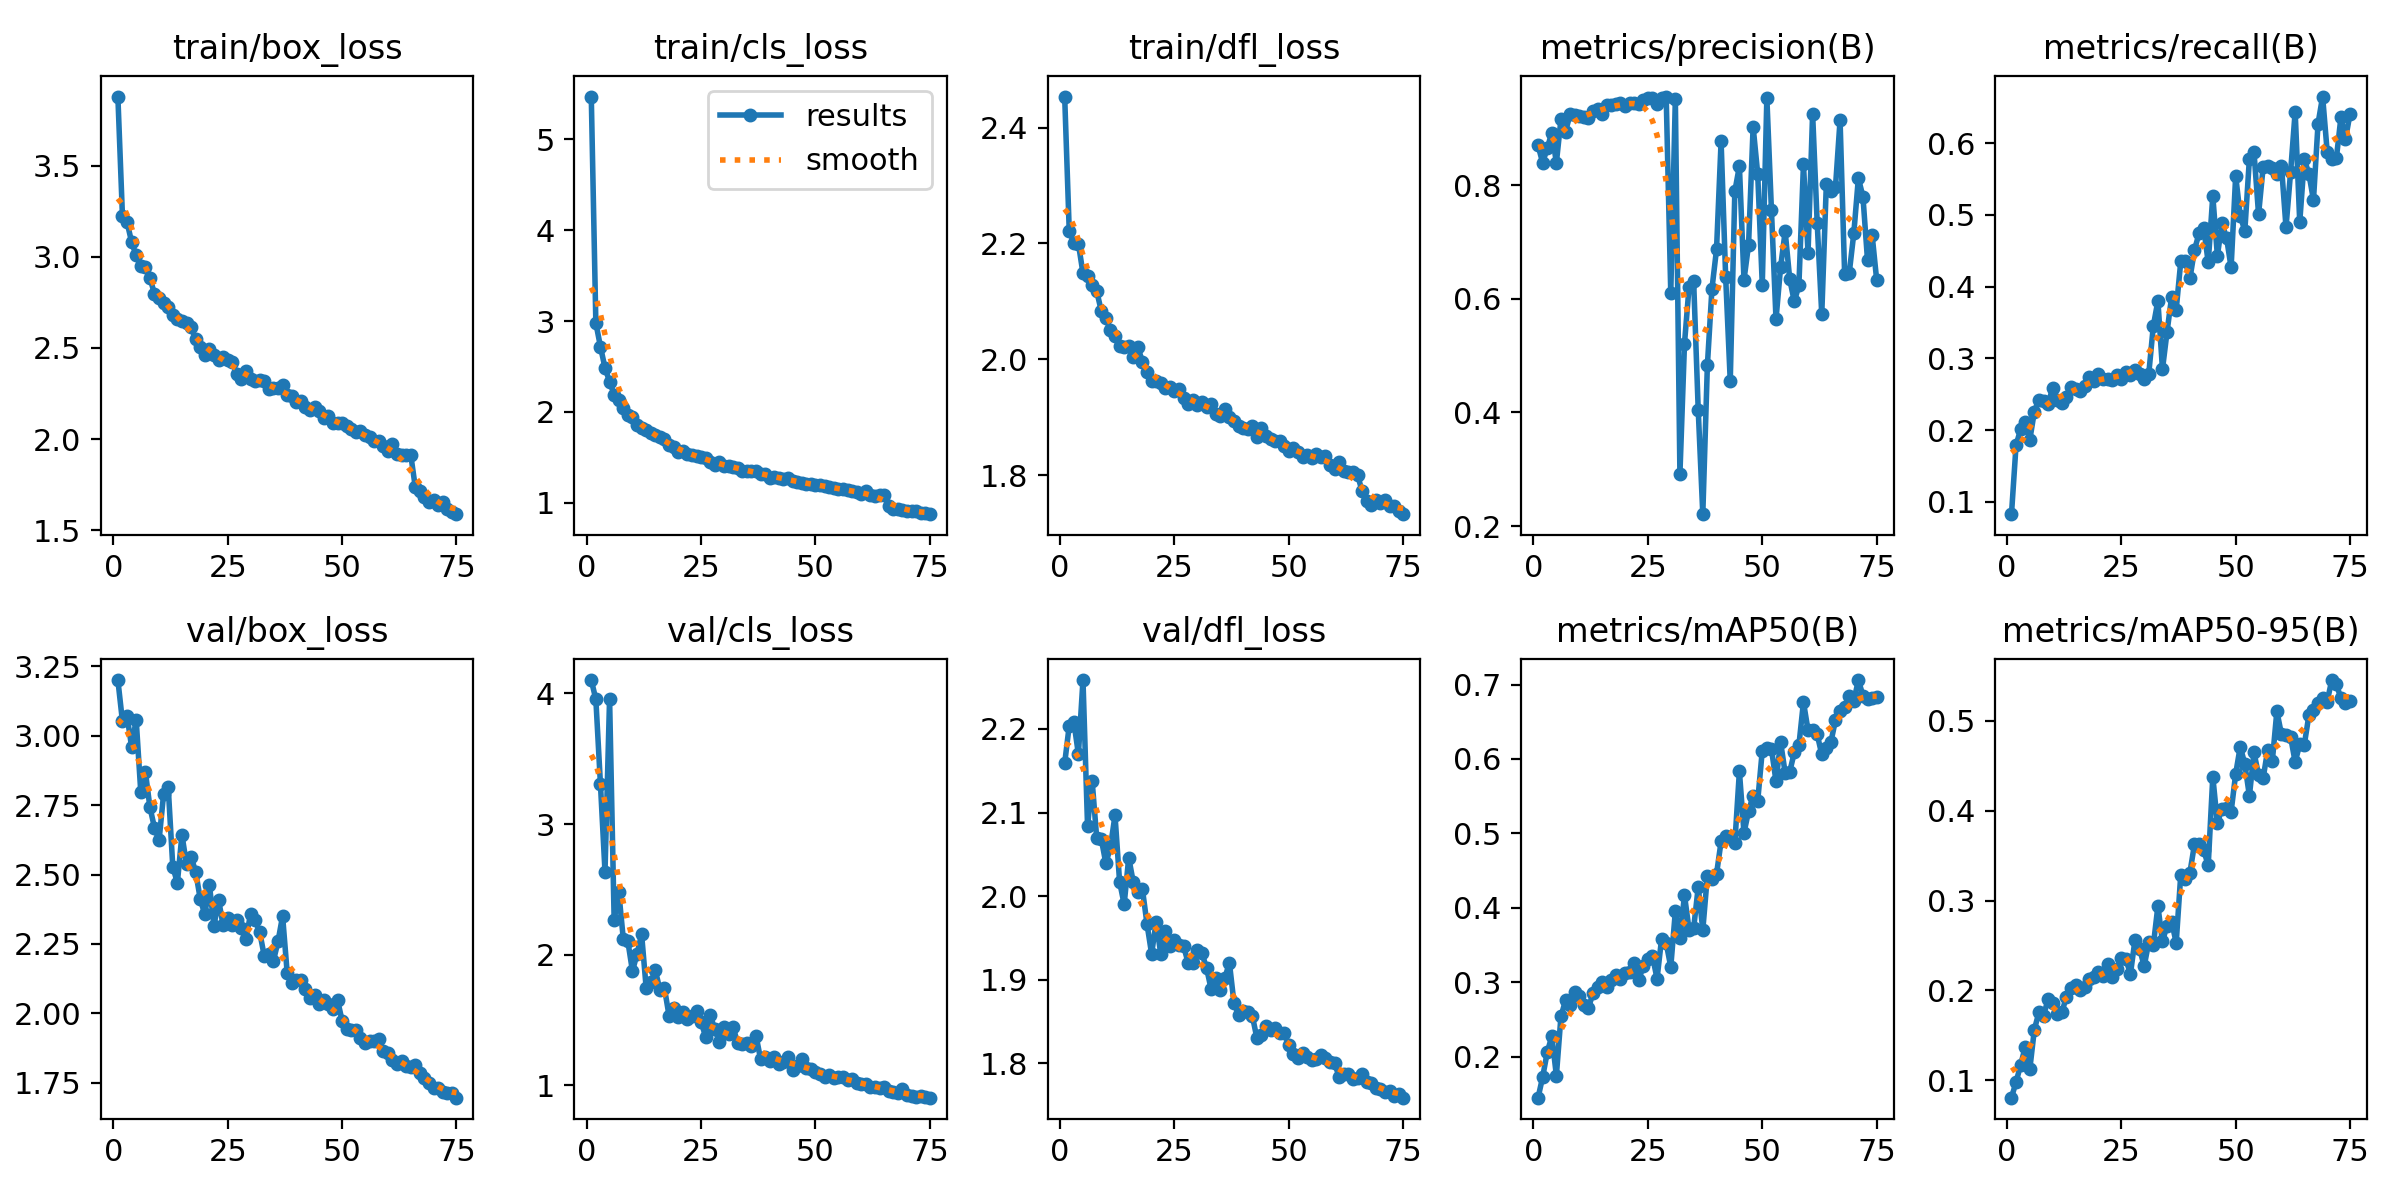 train/box_loss
train/cls_loss
train/dfl_loss
metrics/precision(B)
metrics/recall(B)
3.5
3.0
2.5
2.0
1.5
0 25 50 75
results
smooth
5
4
3
2
1
0 25 50 75
2.4
2.2
2.0
1.8
0 25 50 75
0.8
0.6
0.4
0.2
0 25 50 75
0.6
0.5
0.4
0.3
0.2
0.1
0 25 50 75
val/box_loss
val/cls_loss
val/dfl_loss
metrics/mAP50(B)
metrics/mAP50-95(B)
3.25
3.00
2.75
2.50
2.25
2.00
1.75
0 25 50 75
4
3
2
1
0 25 50 75
2.2
2.1
2.0
1.9
1.8
0 25 50 75
0.7
0.6
0.5
0.4
0.3
0.2
0 25 50 75
0.5
0.4
0.3
0.2
0.1
0 25 50 75